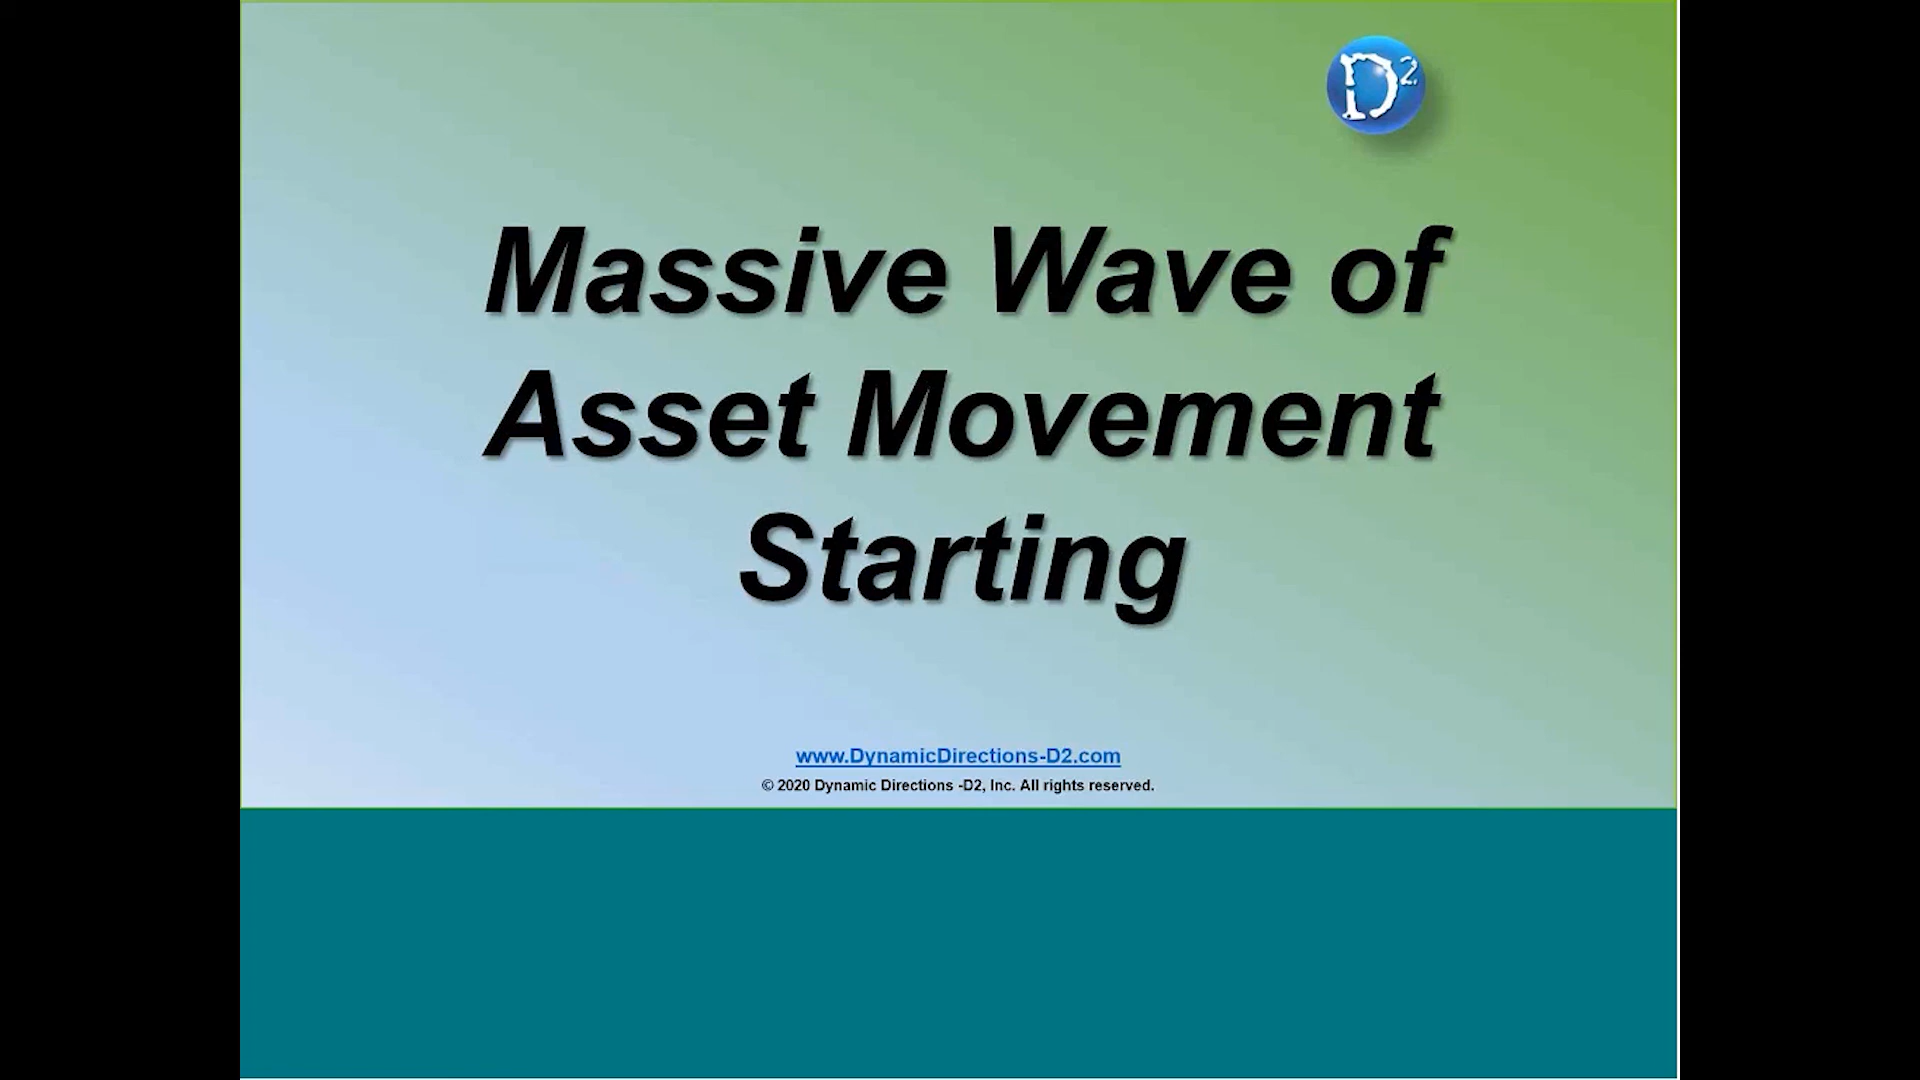 D2
Massive Wave of
Asset Movement
Starting
www.DynamicDirections-D2.com
© 2020 Dynamic Directions -D2, Inc. All rights reserved.